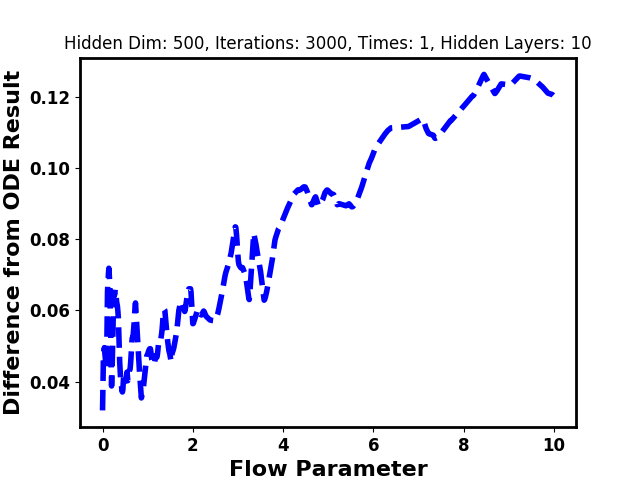 Hidden Dim: 500, Iterations: 3000, Times: 1, Hidden Layers: 10
Difference from ODE Result
0.12
0.10
0.08
0.06
0.04
0 2 4 6 8 10
Flow Parameter